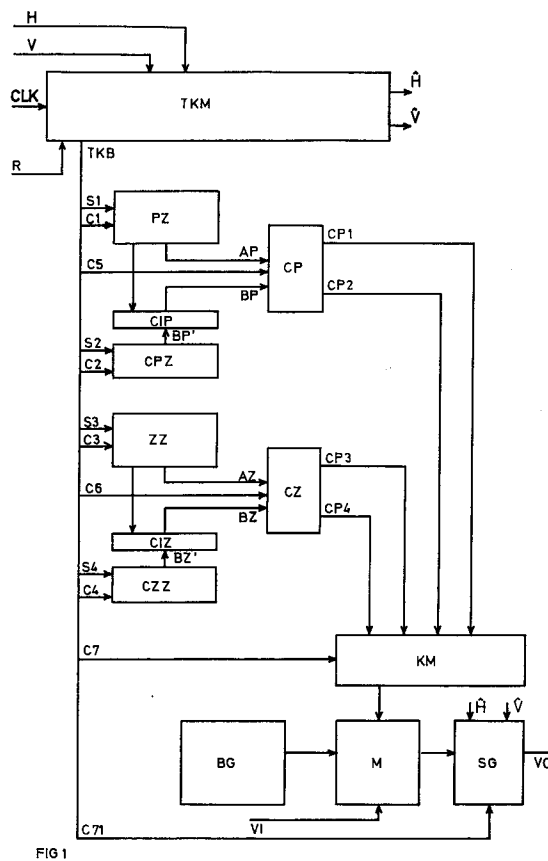 H
V
CLK
TKM
Ĥ
V̂
R
TKB
S1
C1
PZ
AP
CP
CP1
C5
BP
CP2
CIP
BP'
S2
C2
CPZ
S3
C3
ZZ
AZ
CZ
CP3
C6
BZ
CP4
CIZ
BZ'
S4
C4
CZZ
C7
KM
Ĥ
V̂
BG
M
SG
VO
VI
C71
FIG 1